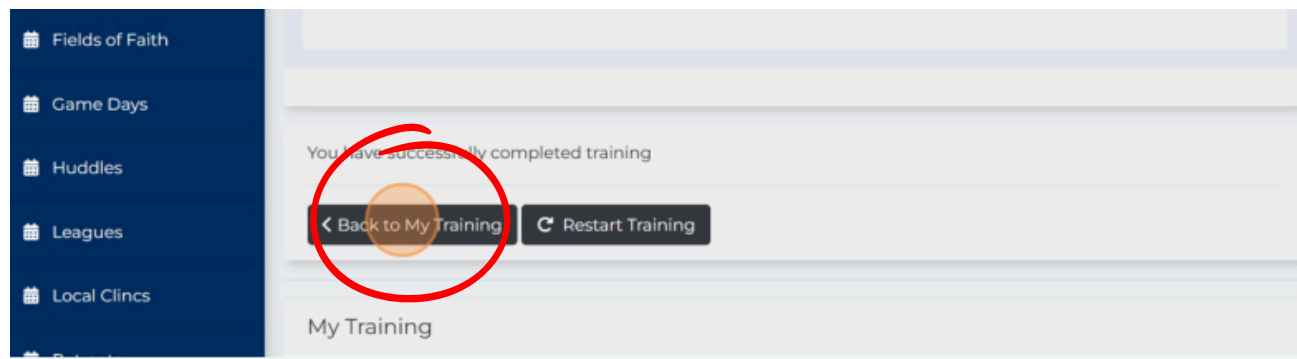 Fields of Faith
Game Days
Huddles
Leagues
Local Clincs
You have successfully completed training
Back to My Training
Restart Training
My Training